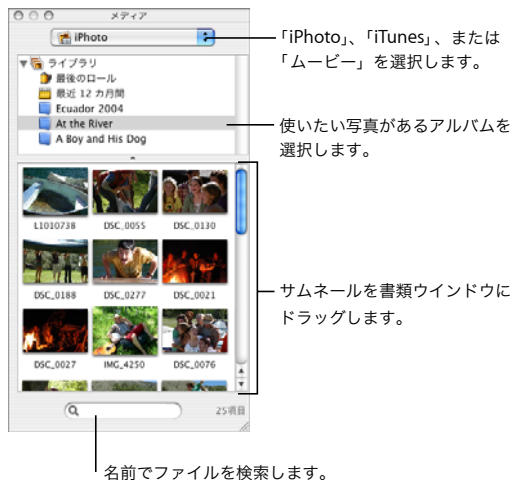 メディア
iPhoto
「iPhoto」、「iTunes」、または
「ムービー」を選択します。
ライブラリ
最後のロール
最近 12 カ月間
Ecuador 2004
At the River
A Boy and His Dog
使いたい写真があるアルバムを
選択します。
L1010738 DSC_0055 DSC_0130
DSC_0188 DSC_0277 DSC_0021
サムネールを書類ウインドウに
ドラッグします。
DSC_0027 IMG_4250 DSC_0076
25項目
名前でファイルを検索します。